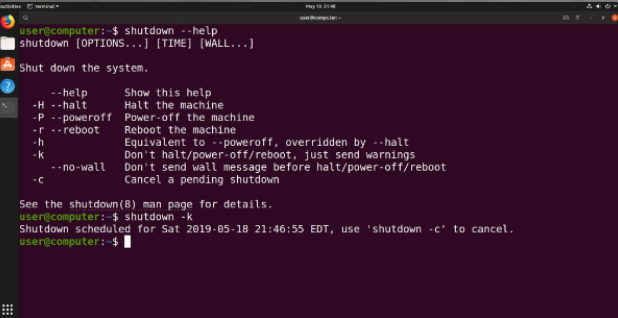 Activities Terminal May 18 21:46
user@computer: ~
user@computer:~$ shutdown --help
shutdown [OPTIONS...] [TIME] [WALL...]
Shut down the system.
--help Show this help
-H --halt Halt the machine
-P --poweroff Power-off the machine
-r --reboot Reboot the machine
-h Equivalent to --poweroff, overridden by --halt
-k Don't halt/power-off/reboot, just send warnings
--no-wall Don't send wall message before halt/power-off/reboot
-c Cancel a pending shutdown
See the shutdown(8) man page for details.
user@computer:~$ shutdown -k
Shutdown scheduled for Sat 2019-05-18 21:46:55 EDT, use 'shutdown -c' to cancel.
user@computer:~$